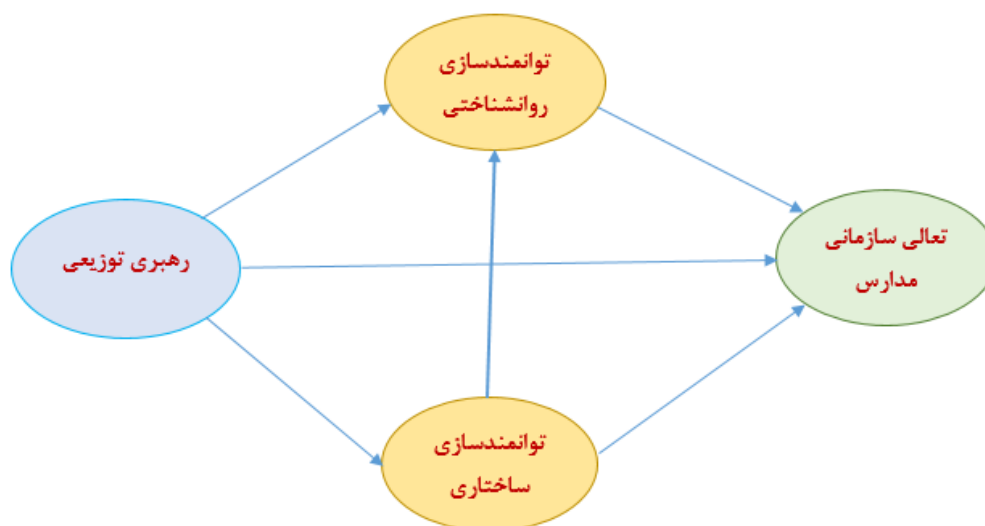 توانمندسازی
روانشناختی
رهبری توزیعی
تعالی سازمانی
مدارس
توانمندسازی
ساختاری